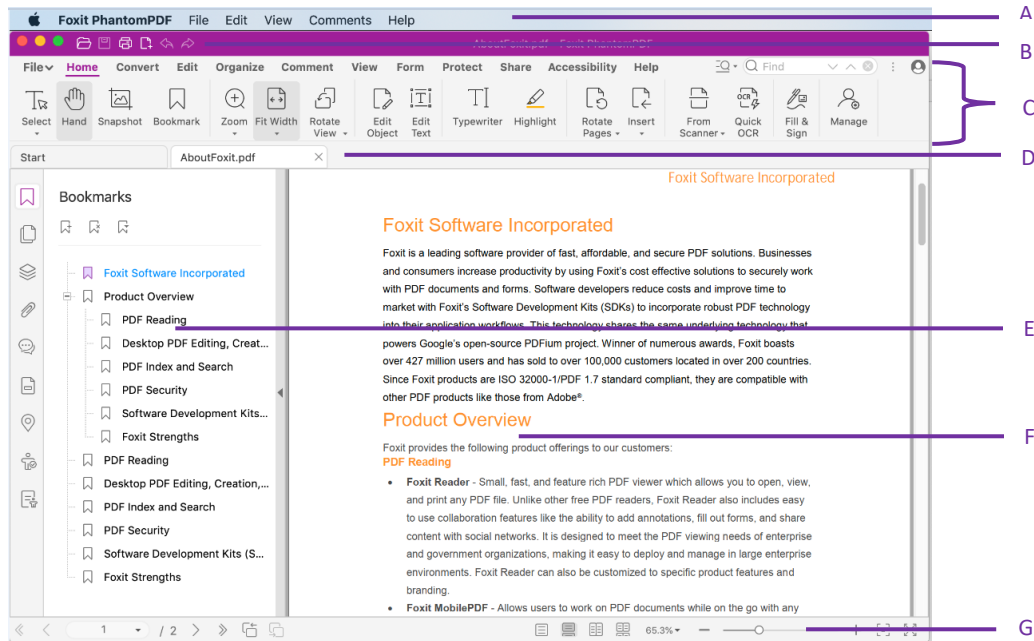 Foxit PhantomPDF File Edit View Comments Help
A
AboutFoxit.pdf - Foxit PhantomPDF
B
File Home Convert Edit Organize Comment View Form Protect Share Accessibility Help Find
Select Hand Snapshot Bookmark Zoom Fit Width Rotate View Edit Object Edit Text Typewriter Highlight Rotate Pages Insert From Scanner Quick OCR Fill & Sign Manage
C
Start AboutFoxit.pdf
D
Bookmarks
Foxit Software Incorporated
Product Overview
PDF Reading
E
Desktop PDF Editing, Creat...
PDF Index and Search
PDF Security
Software Development Kits...
Foxit Strengths
PDF Reading
Desktop PDF Editing, Creation,...
PDF Index and Search
PDF Security
Software Development Kits (S...
Foxit Strengths
Foxit Software Incorporated
Foxit Software Incorporated
Foxit is a leading software provider of fast, affordable, and secure PDF solutions. Businesses
and consumers increase productivity by using Foxit's cost effective solutions to securely work
with PDF documents and forms. Software developers reduce costs and improve time to
market with Foxit's Software Development Kits (SDKs) to incorporate robust PDF technology
into their application workflows. This technology shares the same underlying technology that
powers Google's open-source PDFium project. Winner of numerous awards, Foxit boasts
over 427 million users and has sold to over 100,000 customers located in over 200 countries.
Since Foxit products are ISO 32000-1/PDF 1.7 standard compliant, they are compatible with
other PDF products like those from Adobe®.
Product Overview
F
Foxit provides the following product offerings to our customers:
PDF Reading
• Foxit Reader - Small, fast, and feature rich PDF viewer which allows you to open, view,
and print any PDF file. Unlike other free PDF readers, Foxit Reader also includes easy
to use collaboration features like the ability to add annotations, fill out forms, and share
content with social networks. It is designed to meet the PDF viewing needs of enterprise
and government organizations, making it easy to deploy and manage in large enterprise
environments. Foxit Reader can also be customized to specific product features and
branding.
• Foxit MobilePDF - Allows users to work on PDF documents while on the go with any
1 / 2 65.3%
G